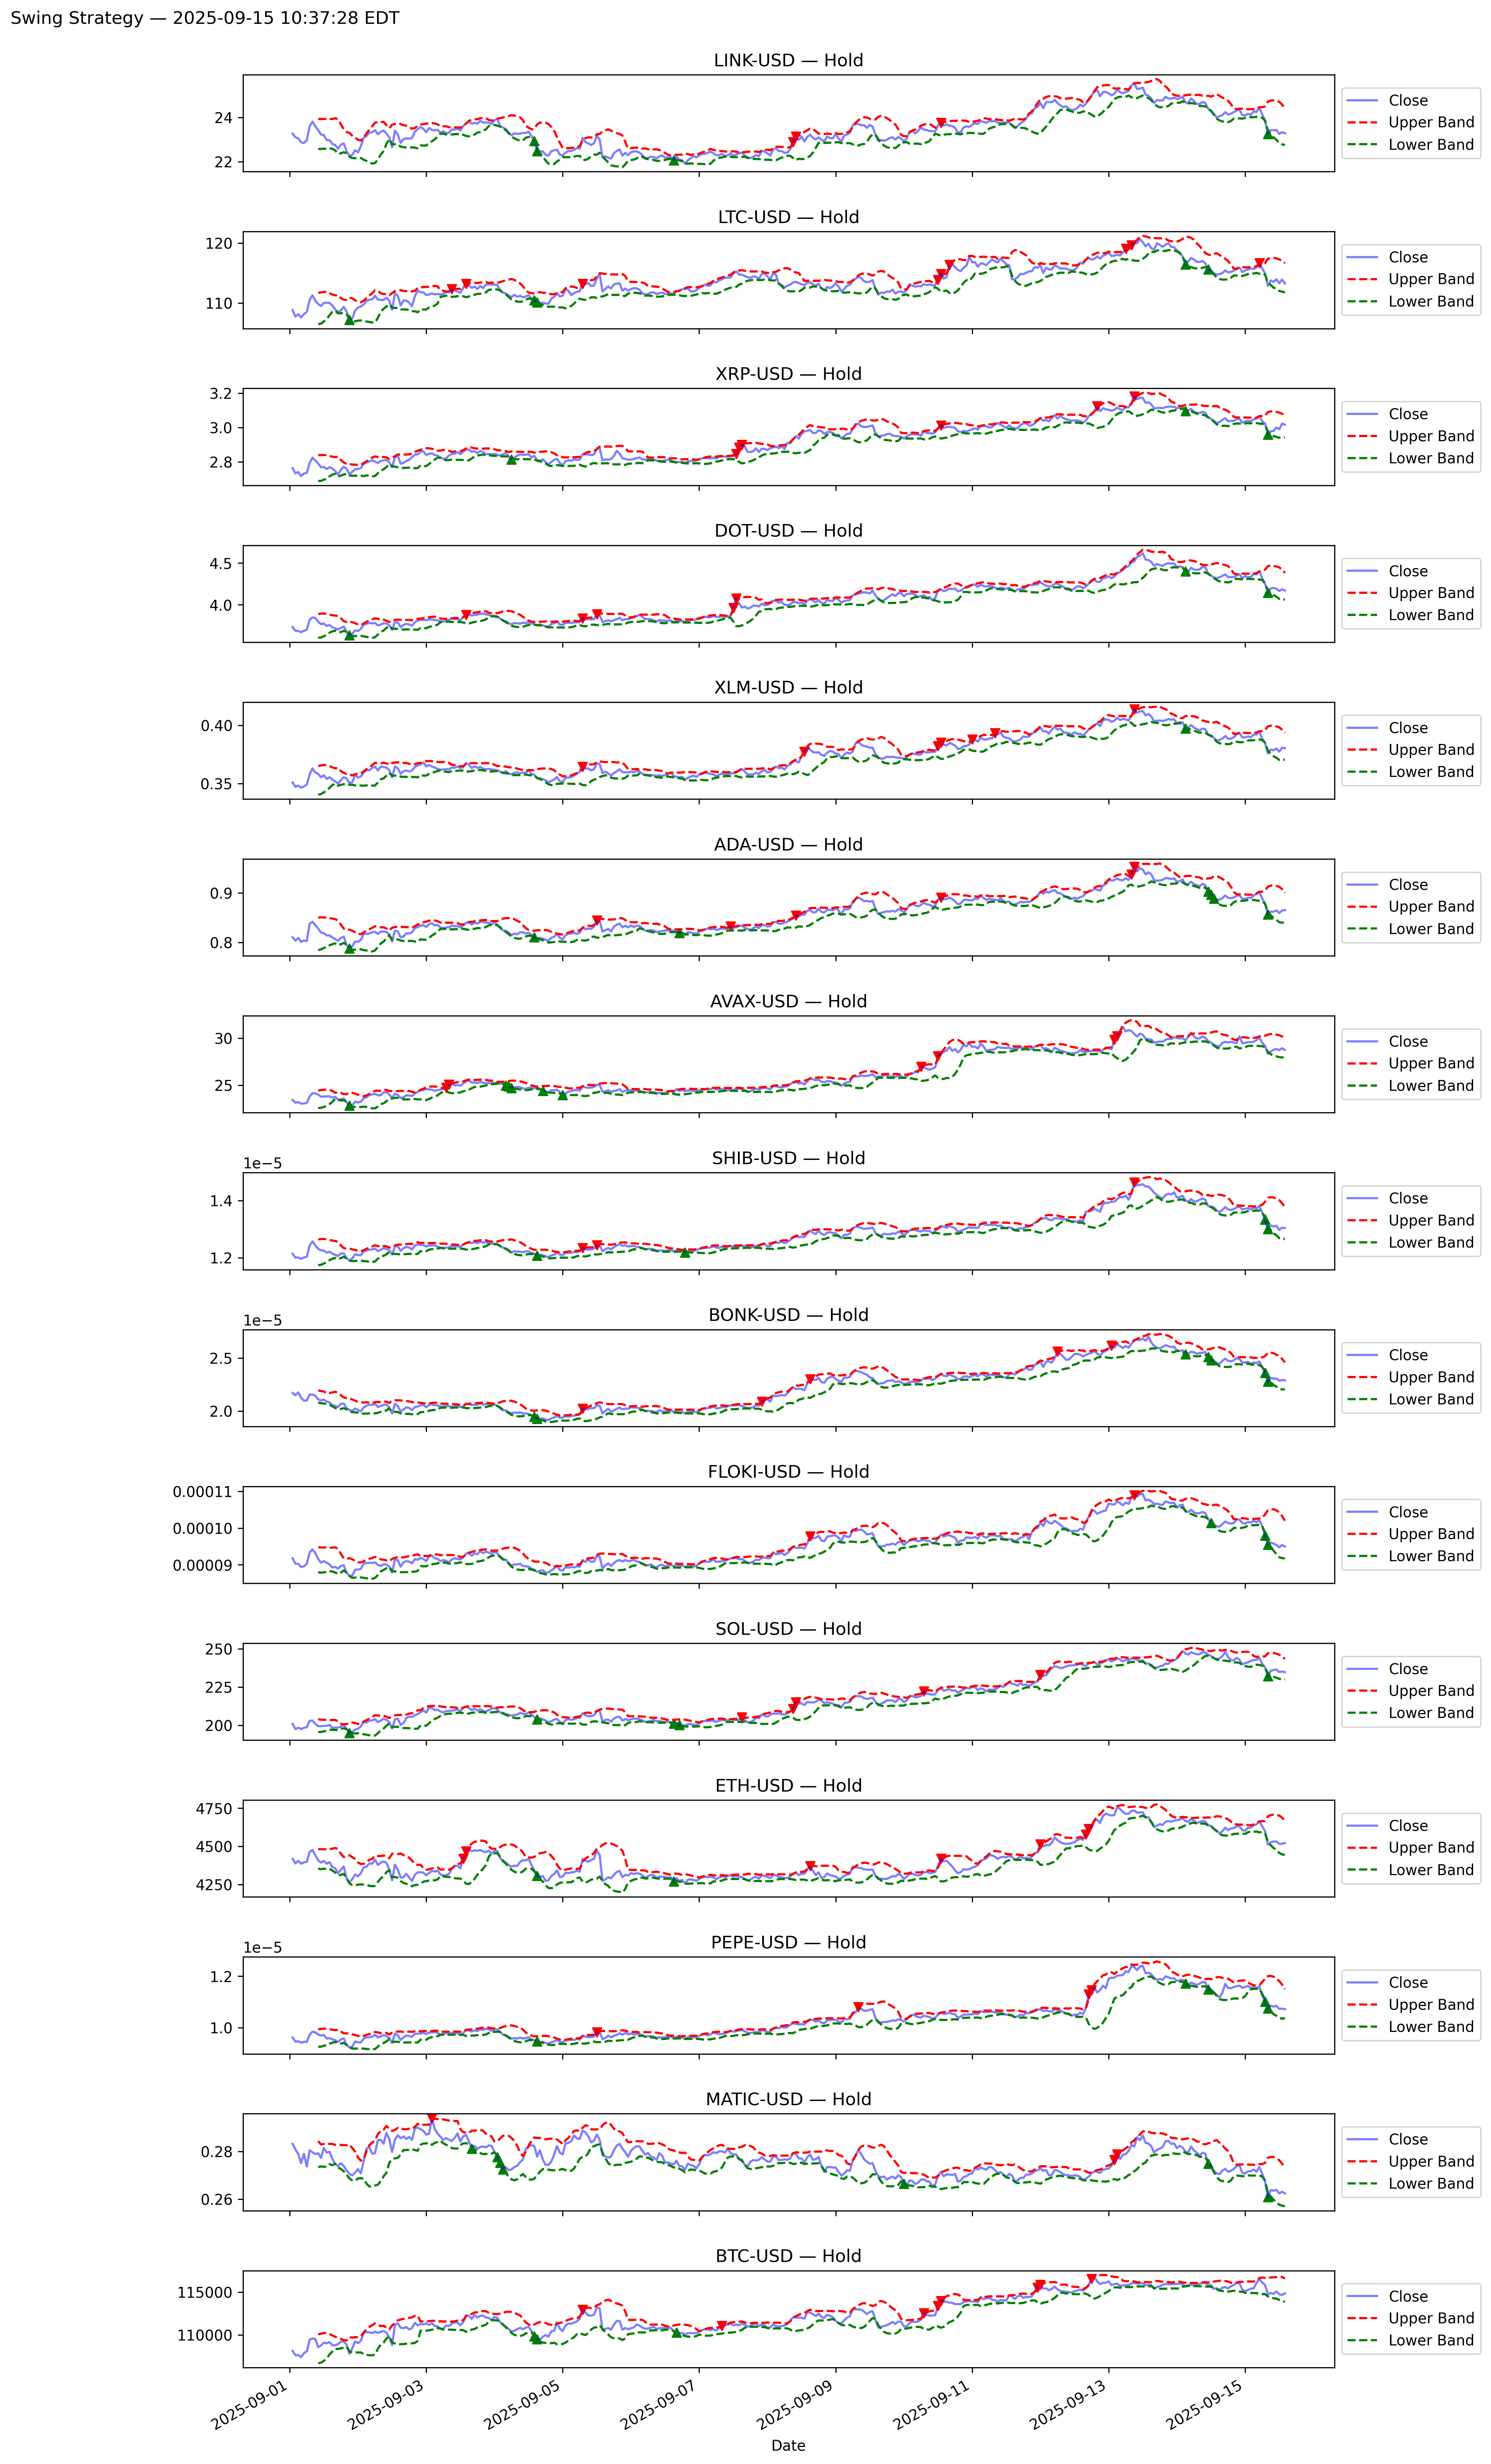 Swing Strategy — 2025-09-15 10:37:28 EDT
LINK-USD — Hold
24
22
Close
Upper Band
Lower Band
LTC-USD — Hold
120
110
Close
Upper Band
Lower Band
XRP-USD — Hold
3.2
3.0
2.8
Close
Upper Band
Lower Band
DOT-USD — Hold
4.5
4.0
Close
Upper Band
Lower Band
XLM-USD — Hold
0.40
0.35
Close
Upper Band
Lower Band
ADA-USD — Hold
0.9
0.8
Close
Upper Band
Lower Band
AVAX-USD — Hold
30
25
Close
Upper Band
Lower Band
SHIB-USD — Hold
1e−5
1.4
1.2
Close
Upper Band
Lower Band
BONK-USD — Hold
1e−5
2.5
2.0
Close
Upper Band
Lower Band
FLOKI-USD — Hold
0.00011
0.00010
0.00009
Close
Upper Band
Lower Band
SOL-USD — Hold
250
225
200
Close
Upper Band
Lower Band
ETH-USD — Hold
4750
4500
4250
Close
Upper Band
Lower Band
PEPE-USD — Hold
1e−5
1.2
1.0
Close
Upper Band
Lower Band
MATIC-USD — Hold
0.28
0.26
Close
Upper Band
Lower Band
BTC-USD — Hold
115000
110000
Close
Upper Band
Lower Band
2025-09-01
2025-09-03
2025-09-05
2025-09-07
2025-09-09
2025-09-11
2025-09-13
2025-09-15
Date